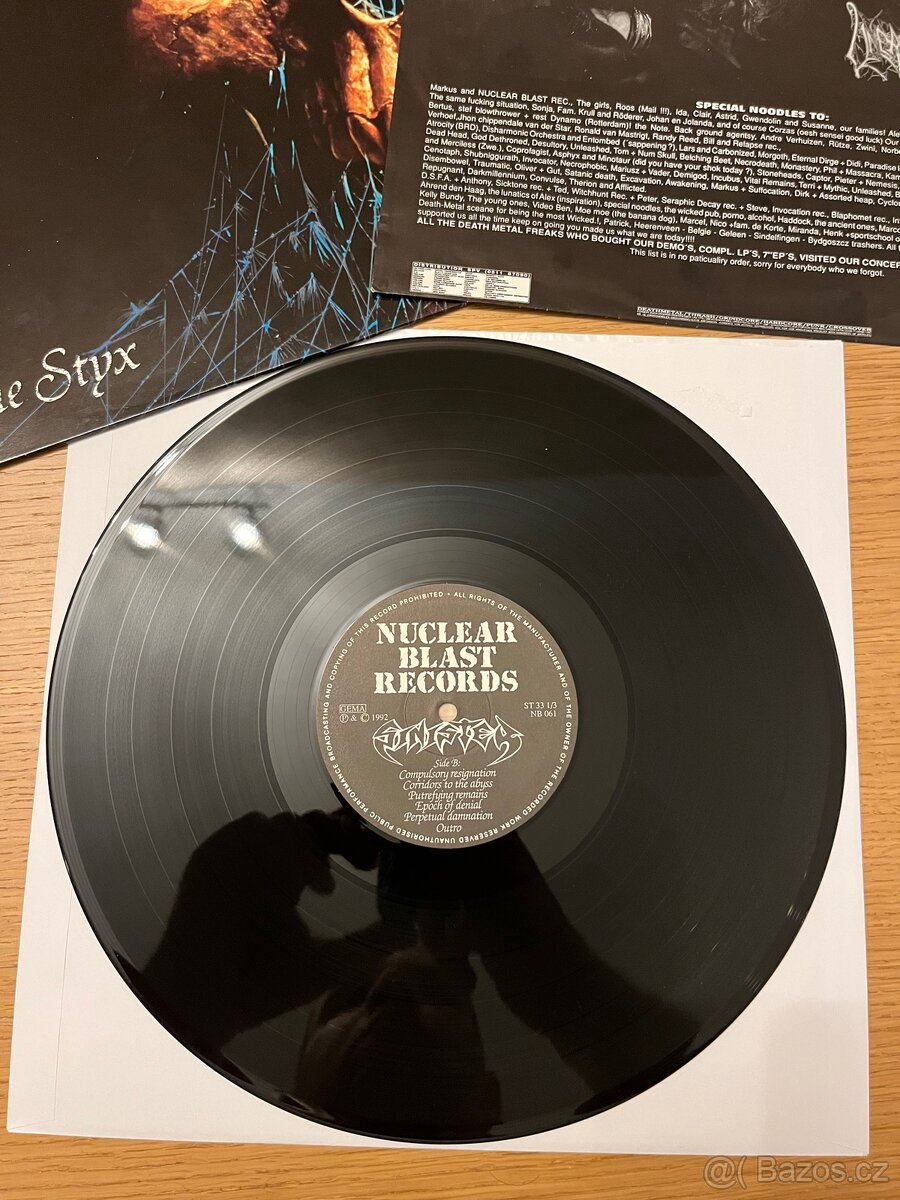 e Styx
SPECIAL NOODLES TO:
Markus and NUCLEAR BLAST REC., The girls, Roos (Mail !!!), Ida, Clair, Astrid, Gwendolin and Susanne, our families! Ale
The same fucking situation, Sonja, Fam. Krull and Röderer, Johan en Jolanda, and of course Corzas (oesh sensei good luck) Our
Bertus, stef blowthrower + rest Dynamo (Rotterdam)! the Note. Back ground agentsy, Andre Verhuizen, Rütze, Zwini, Norb
Verhoef, Jhon chippendale van der Star, Ronald van Mastrigt, Randy Reed, Bill and Relapse rec.,
Atrocity (BRD), Disharmonic Orchestra and Entombed ('sappening?), Lars and Carbonized, Morgoth, Eternal Dirge + Didi, Paradise
Dead Head, God Dethroned, Desultory, Unleashed, Tom + Num Skull, Belching Beet, Necrodeath, Monastery, Phil + Massacra, Kam
and Merciless (Zwe.), Coprofagist, Asphyx and Minotaur (did you have your shok today?), Stoneheads, Captor, Pieter + Nemesis,
Cenotaph, Shubniggurath, Invocator, Necrophobic, Mariusz + Vader, Demigod, Incubus, Vital Remains, Terri + Mythic, Unleashed, B
Disembowel, Traumatic, Oliver + Gut, Satanic death, Excavation, Awakening, Markus + Suffocation, Dirk + Assorted heap, Cyclon
Repugnant, Darkmillennium, Convulse, Therion and Afflicted.
D.S.F.A. + Anthony, Sicktone rec. + Ted, Witchhunt Rec. + Peter, Seraphic Decay rec. + Steve, Invocation rec., Blaphomet rec., In
Ahrend den Haag, the lunatics of Alex (inspiration), special noodles, the wicked pub, porno, alcohol, Haddock, the ancient ones, Marco
Kelly Bundy, The young ones, Video Ben, Moe moe (the banana dog). Marcel, Nico +fam. de Korte, Miranda, Henk +sportschool o
Death-Metal sceane for being the most Wicked.!, Patrick, Heerenveen - Belgie - Geleen - Sindelfingen - Bydgoszcz trashers. All t
supported us all the time keep on going you made us what we are today!!!!
ALL THE DEATH METAL FREAKS WHO BOUGHT OUR DEMO´S, COMPL. LP´S, 7"EP´S, VISITED OUR CONCER
This list is in no paticuality order, sorry for everybody who we forgot.
DISTRIBUTION SPV (0511 87090)
DEATHMETAL/THRASH/GRINDCORE/HARDCORE/PUNK/CROSSOVER
ALL RIGHTS OF THE MANUFACTURER AND OF THE OWNER OF THE RECORDED WORK RESERVED UNAUTHORISED PUBLIC PERFORMANCE BROADCASTING AND COPYING OF THIS RECORD PROHIBITED •
NUCLEAR
BLAST
RECORDS
GEMA
Ⓟ & © 1992
ST 33 1/3
NB 061
SINISTER
Side B:
Compulsory resignation
Corridors to the abyss
Putrefying remains
Epoch of denial
Perpetual damnation
Outro
@( Bazoš.cz